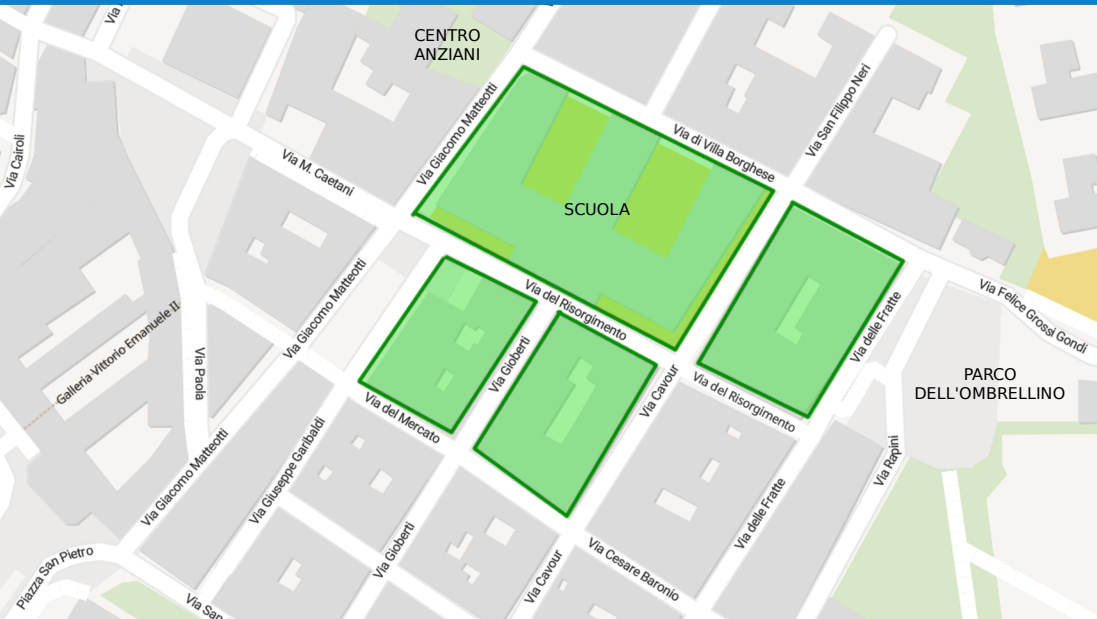 CENTRO
ANZIANI
Via San Filippo Neri
Via Giacomo Matteotti
Via di Villa Borghese
Via Cairoli
Via M. Caetani
SCUOLA
Via Giacomo Matteotti
Via del Risorgimento
Via Felice Grossi Gondi
Galleria Vittorio Emanuele II
Via Paola
Via Gioberti
Via delle Fratte
Via Cavour
Via del Risorgimento
PARCO
DELL'OMBRELLINO
Via del Mercato
Via Giacomo Matteotti
Via Giuseppe Garibaldi
Via Rapini
Via delle Fratte
Via Gioberti
Via Cavour
Via Cesare Baronio
Piazza San Pietro
Via San